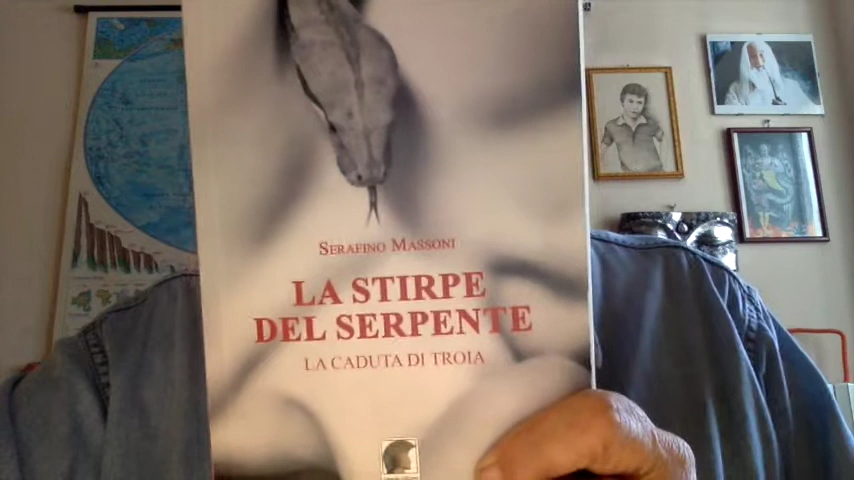 SERAFINO MASSONI
LA STIRPE
DEL SERPENTE
LA CADUTA DI TROIA